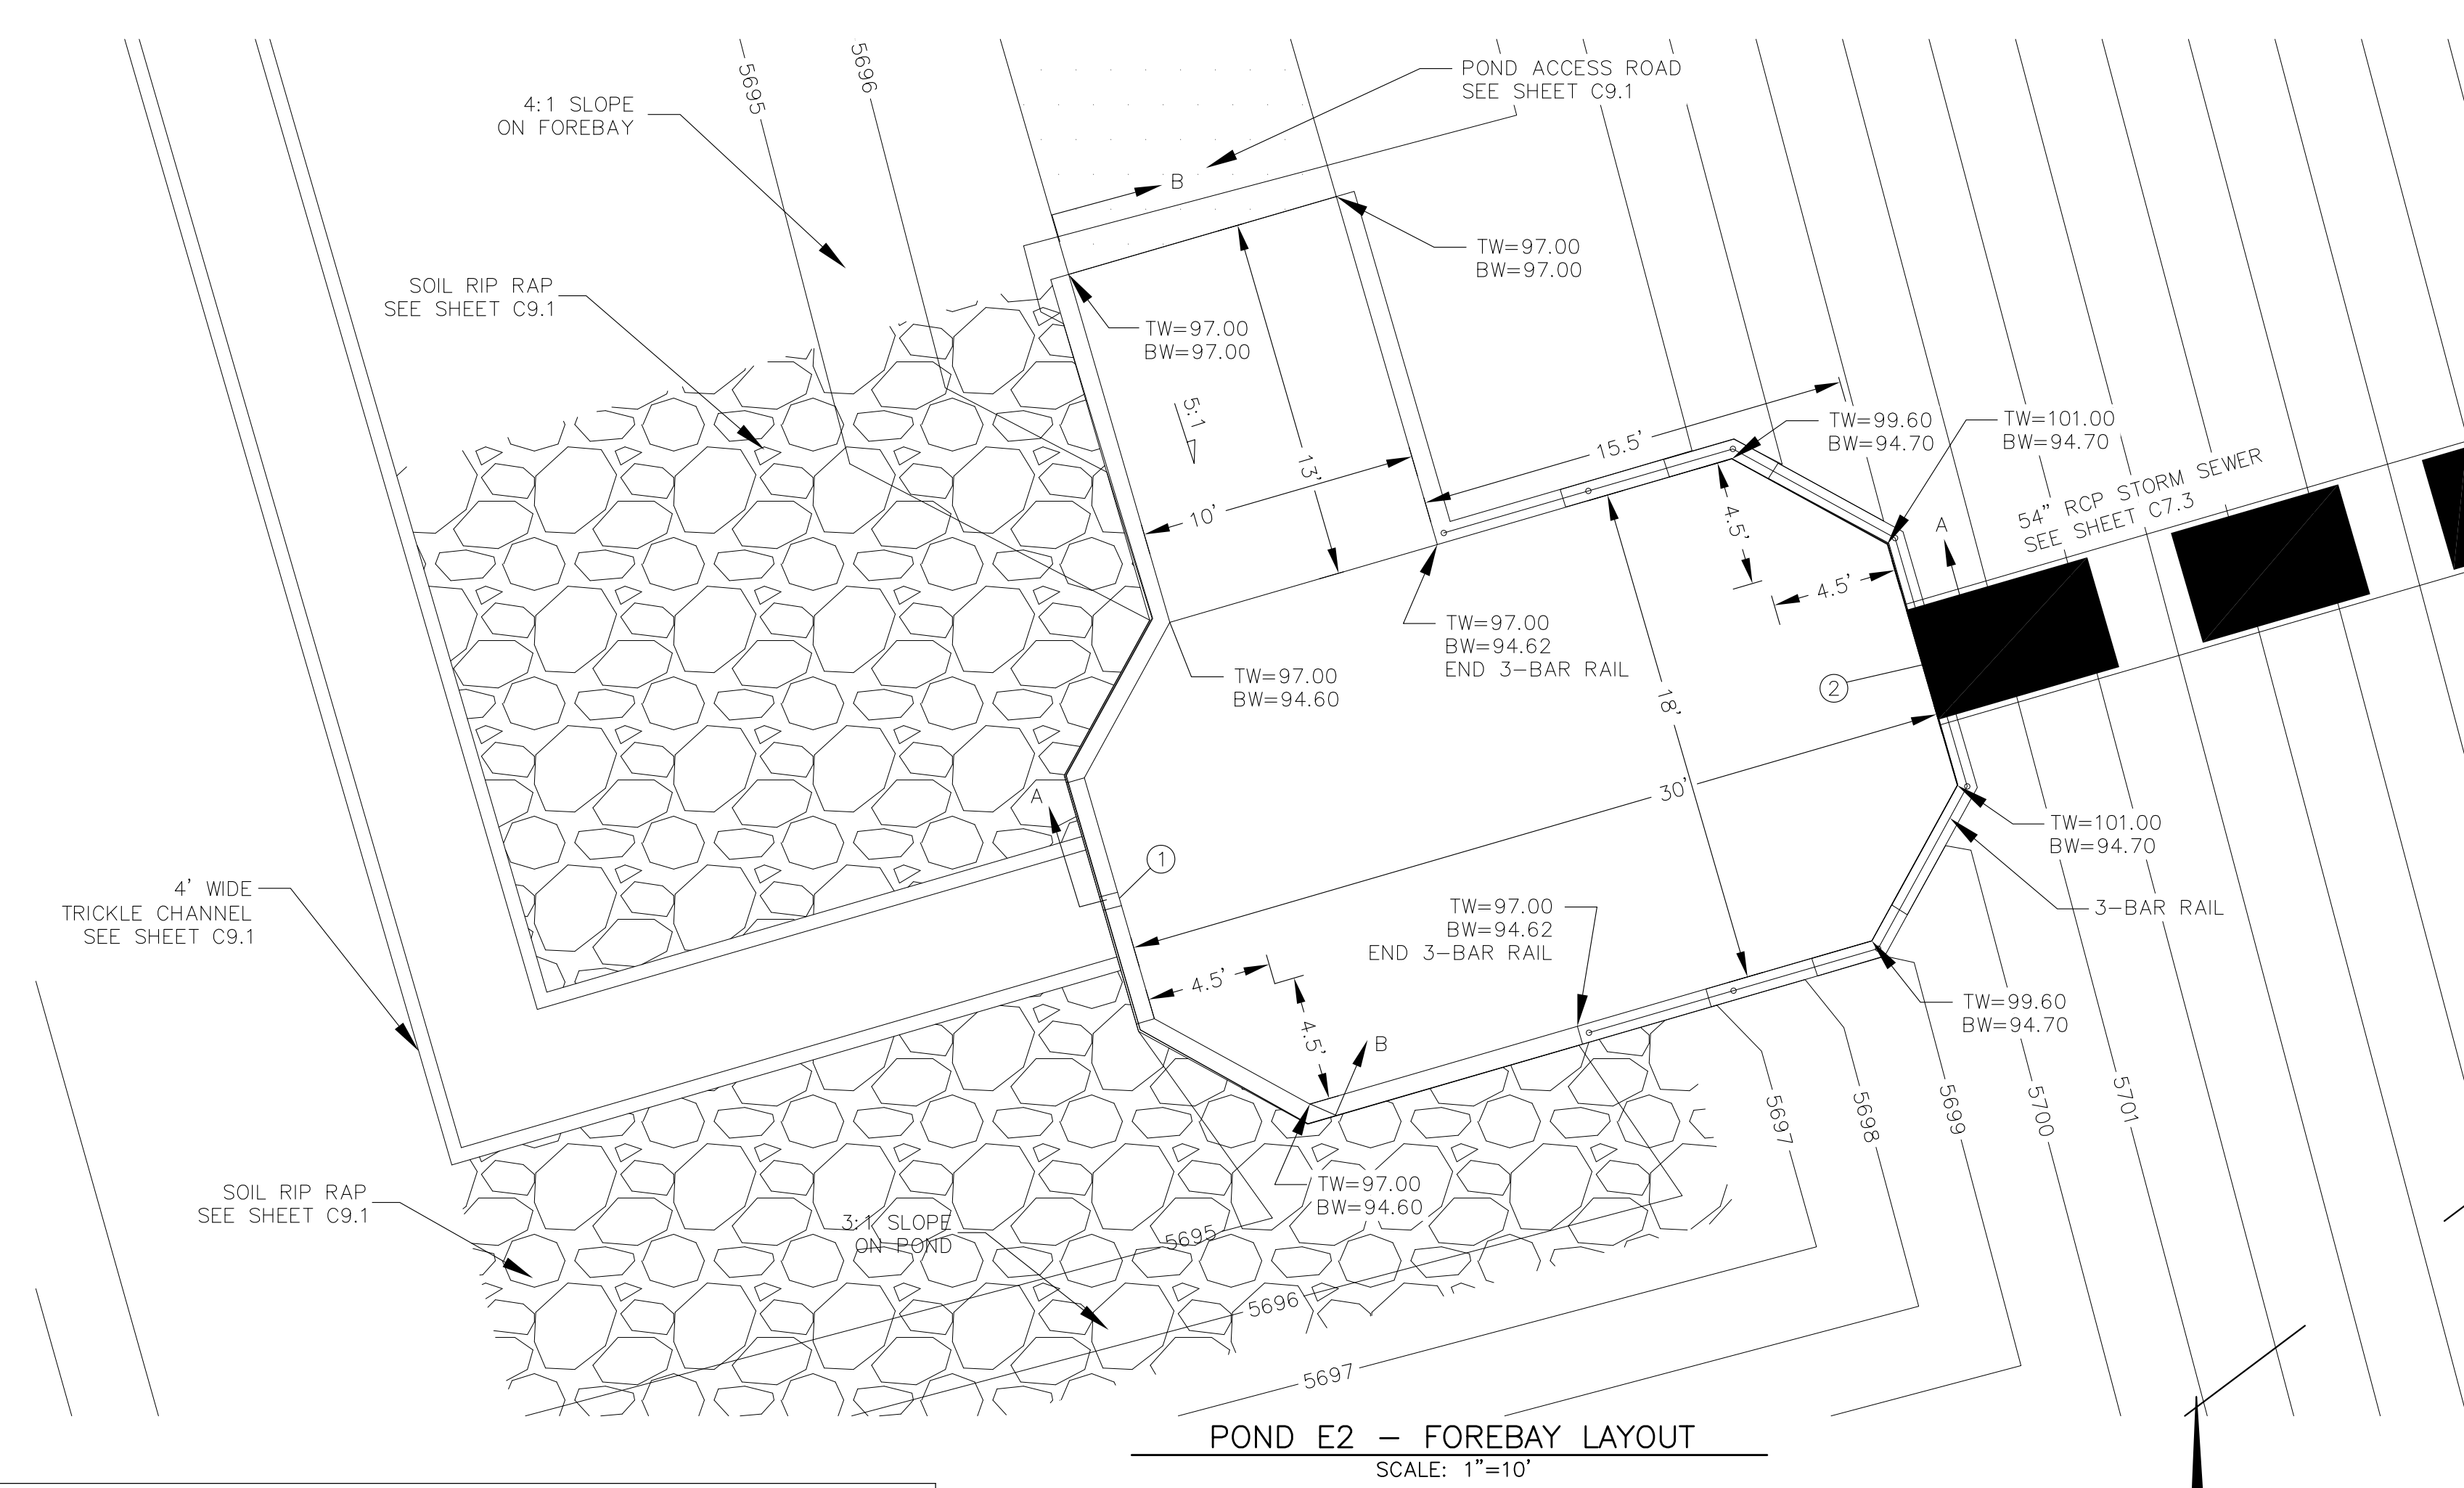 5695
5696
POND ACCESS ROAD
SEE SHEET C9.1
4:1 SLOPE
ON FOREBAY
B
TW=97.00
BW=97.00
SOIL RIP RAP
SEE SHEET C9.1
TW=97.00
BW=97.00
5:1
13'
10'
15.5'
TW=99.60
BW=94.70
TW=101.00
BW=94.70
54" RCP STORM SEWER
SEE SHEET C7.3
A
4.5'
4.5'
TW=97.00
BW=94.62
END 3-BAR RAIL
TW=97.00
BW=94.60
2
18'
30'
A
1
TW=101.00
BW=94.70
3-BAR RAIL
4' WIDE
TRICKLE CHANNEL
SEE SHEET C9.1
TW=97.00
BW=94.62
END 3-BAR RAIL
4.5'
4.5'
B
TW=99.60
BW=94.70
5697
5698
5699
5700
5701
SOIL RIP RAP
SEE SHEET C9.1
TW=97.00
BW=94.60
3:1 SLOPE
ON POND
5695
5696
5697
POND E2 – FOREBAY LAYOUT
SCALE: 1"=10'